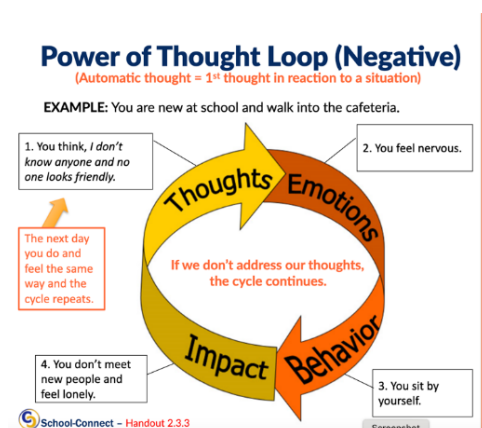 Power of Thought Loop (Negative)
(Automatic thought = 1st thought in reaction to a situation)
EXAMPLE: You are new at school and walk into the cafeteria.
1. You think, I don't
know anyone and no
one looks friendly.
2. You feel nervous.
Thoughts
Emotions
The next day
you do and
feel the same
way and the
cycle repeats.
If we don't address our thoughts,
the cycle continues.
Impact
Behavior
4. You don't meet
new people and
feel lonely.
3. You sit by
yourself.
School-Connect – Handout 2.3.3